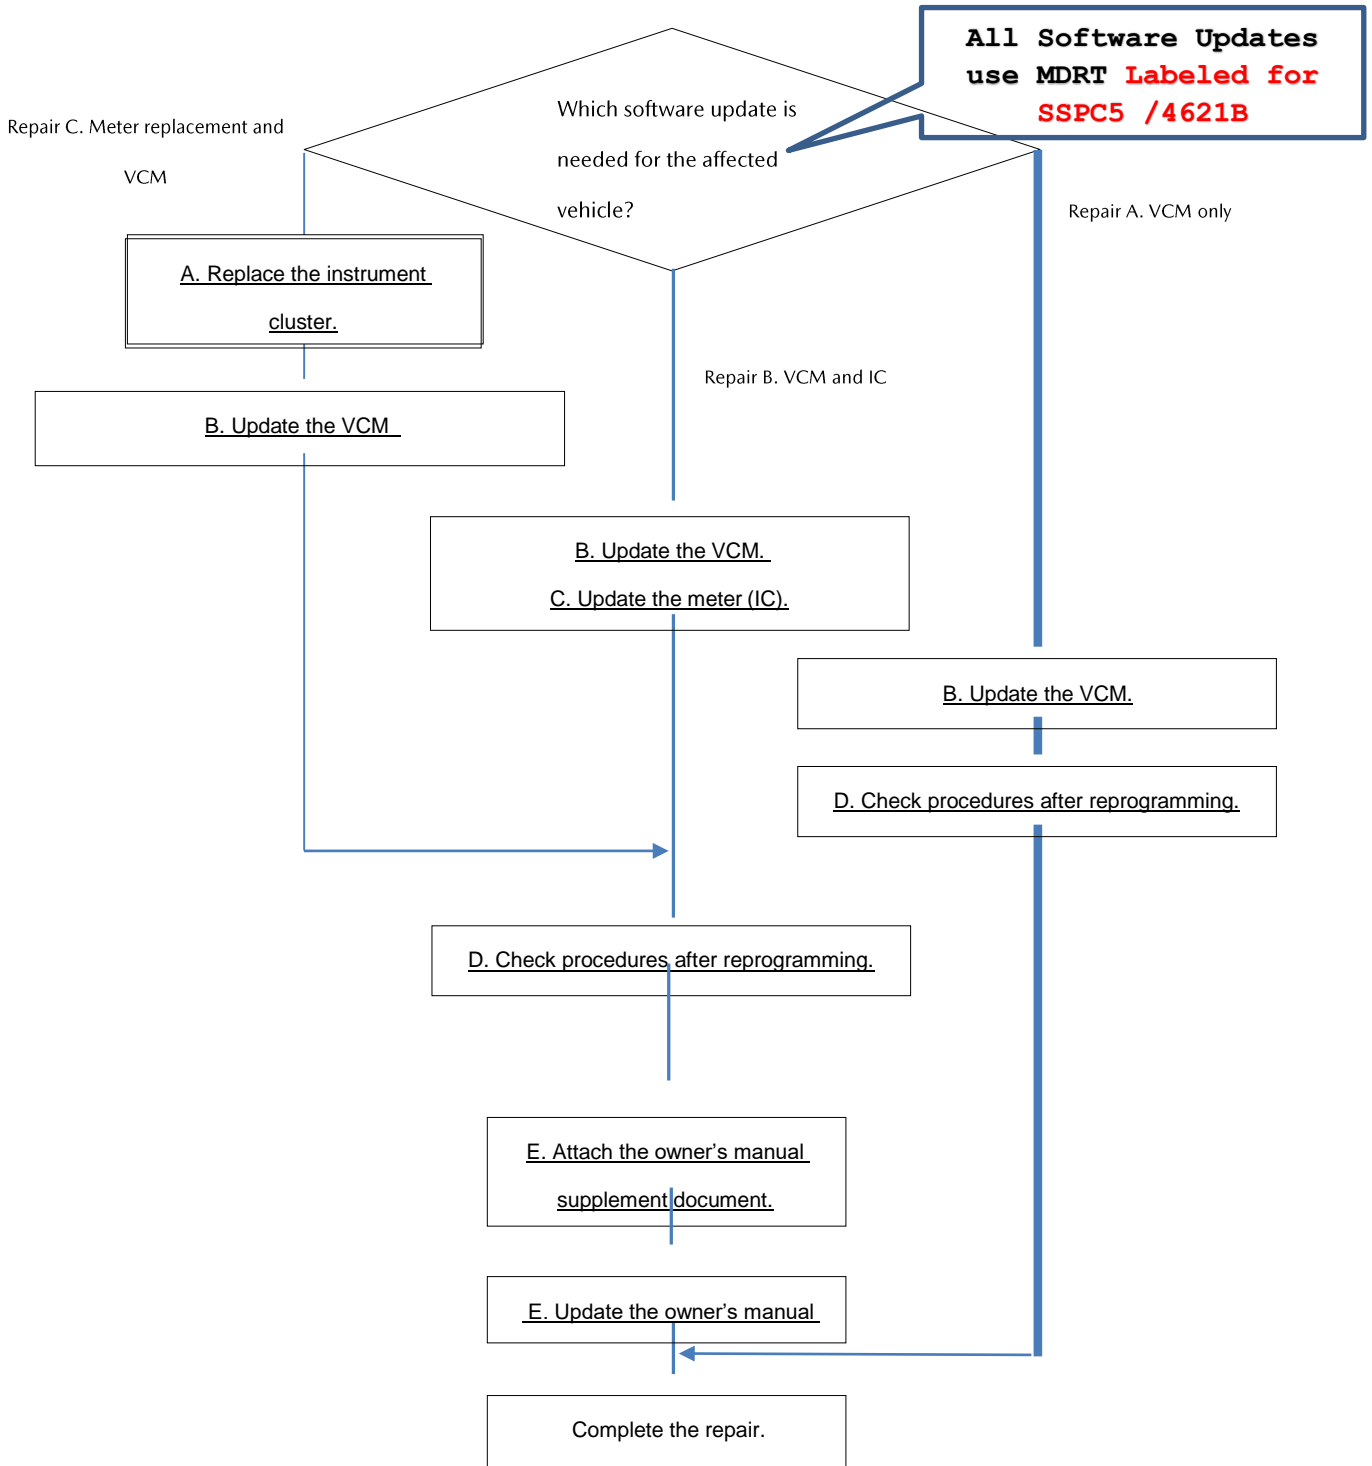 All Software Updates
use MDRT Labeled for
SSPC5 /4621B
Which software update is
needed for the affected
vehicle?
Repair C. Meter replacement and
VCM
Repair A. VCM only
A. Replace the instrument
cluster.
Repair B. VCM and IC
B. Update the VCM
B. Update the VCM.
C. Update the meter (IC).
B. Update the VCM.
D. Check procedures after reprogramming.
D. Check procedures after reprogramming.
E. Attach the owner’s manual
supplement document.
E. Update the owner’s manual
Complete the repair.